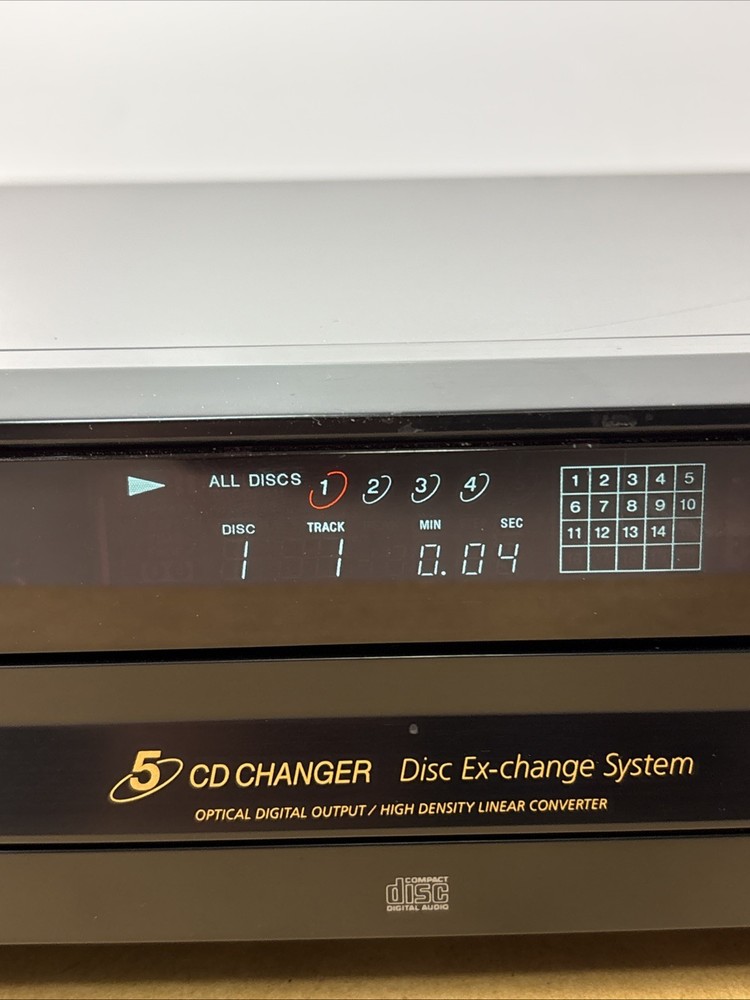 ALL DISCS 1 2 3 4
DISC TRACK MIN SEC
1 1 0.04
1 2 3 4 5
6 7 8 9 10
11 12 13 14
5 CD CHANGER Disc Ex-change System
OPTICAL DIGITAL OUTPUT / HIGH DENSITY LINEAR CONVERTER
COMPACT
disc
DIGITAL AUDIO